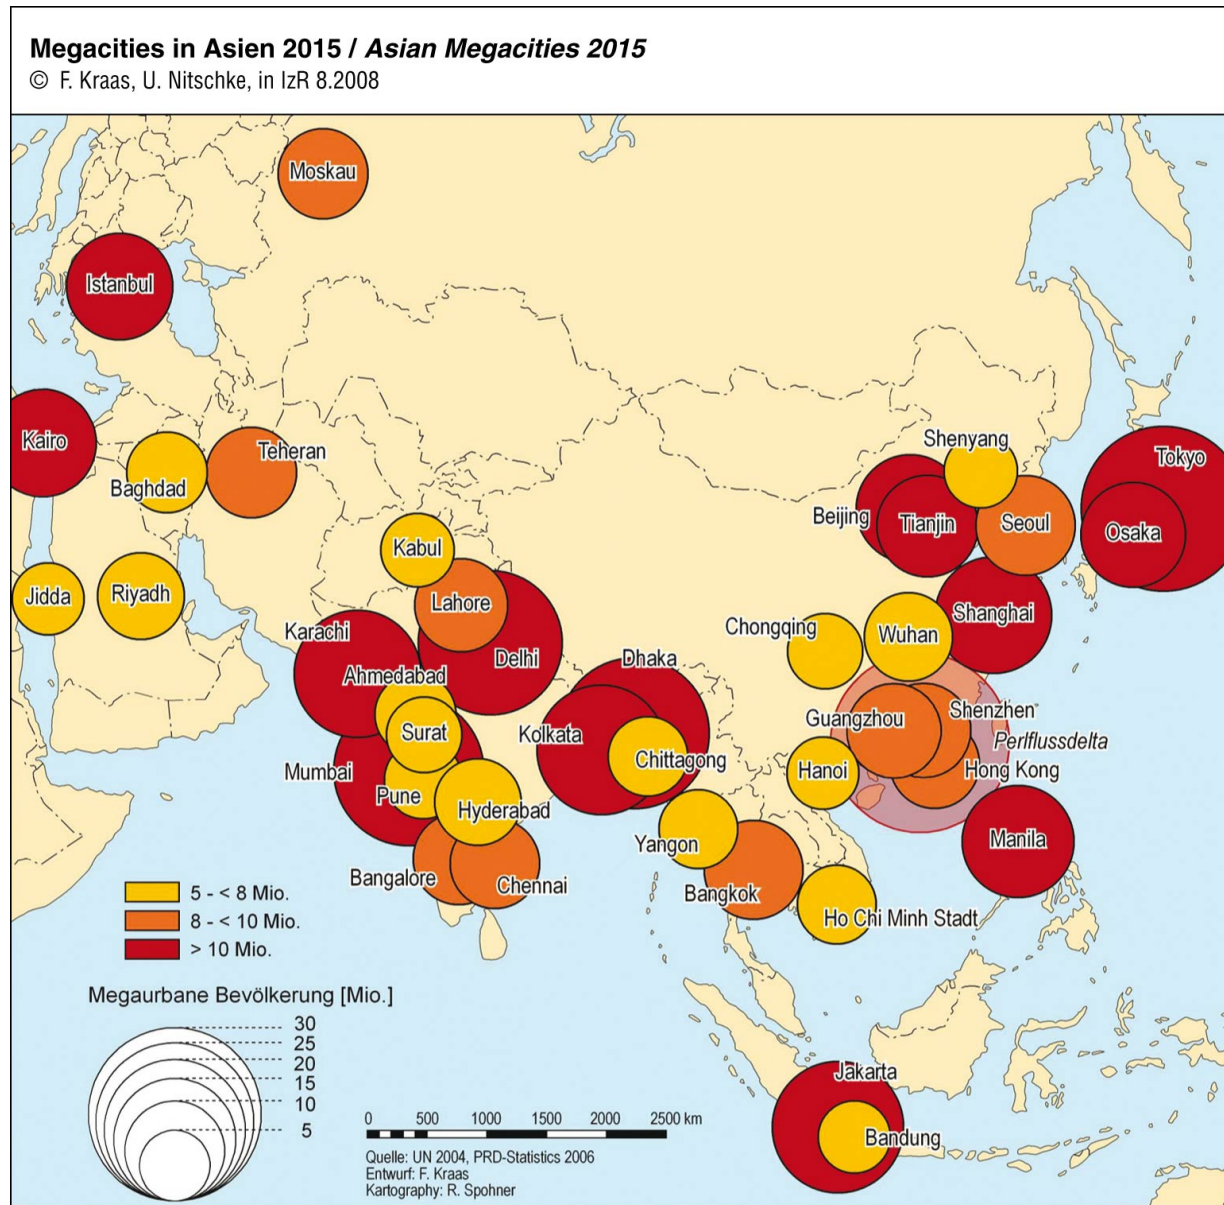 Megacities in Asien 2015 / Asian Megacities 2015
© F. Kraas, U. Nitschke, in IzR 8.2008
Moskau
Istanbul
Kairo
Teheran
Baghdad
Shenyang
Tokyo
Beijing
Tianjin
Seoul
Osaka
Kabul
Jidda
Riyadh
Lahore
Shanghai
Karachi
Chongqing
Wuhan
Delhi
Dhaka
Ahmedabad
Guangzhou
Shenzhen
Surat
Kolkata
Perlflussdelta
Mumbai
Chittagong
Hanoi
Hong Kong
Pune
Hyderabad
Yangon
Manila
Bangalore
Chennai
Bangkok
Ho Chi Minh Stadt
5 - < 8 Mio.
8 - < 10 Mio.
> 10 Mio.
Megaurbane Bevölkerung [Mio.]
30
25
20
15
10
5
Jakarta
Bandung
0 500 1000 1500 2000 2500 km
Quelle: UN 2004, PRD-Statistics 2006
Entwurf: F. Kraas
Kartography: R. Spohner